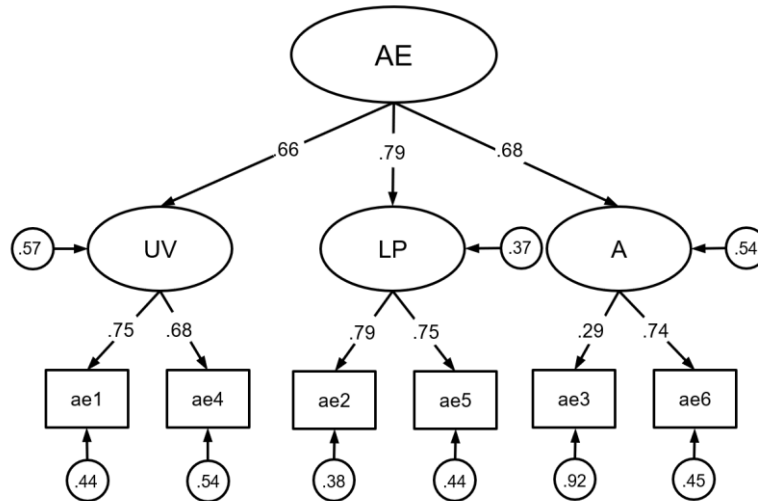 AE
.66 .79 .68
.57 UV LP .37 A .54
.75 .68 .79 .75 .29 .74
ae1 ae4 ae2 ae5 ae3 ae6
.44 .54 .38 .44 .92 .45